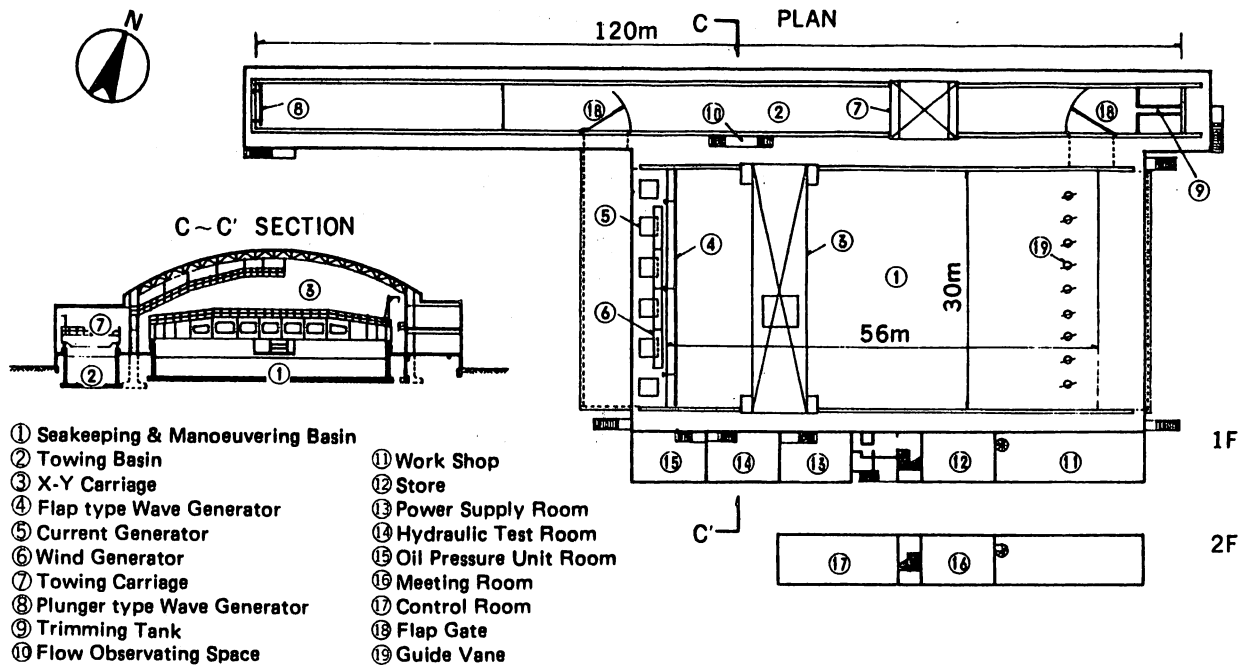 N
C
PLAN
120m
⑧
⑱
⑩
②
⑦
⑱
⑨
⑤
④
③
①
⑲
30m
56m
⑥
C~C' SECTION
③
⑦
②
①
1F
⑮
⑭
⑬
⑫
⑪
C'
2F
⑰
⑯
① Seakeeping & Manoeuvering Basin
② Towing Basin
③ X-Y Carriage
④ Flap type Wave Generator
⑤ Current Generator
⑥ Wind Generator
⑦ Towing Carriage
⑧ Plunger type Wave Generator
⑨ Trimming Tank
⑩ Flow Observating Space
⑪ Work Shop
⑫ Store
⑬ Power Supply Room
⑭ Hydraulic Test Room
⑮ Oil Pressure Unit Room
⑯ Meeting Room
⑰ Control Room
⑱ Flap Gate
⑲ Guide Vane